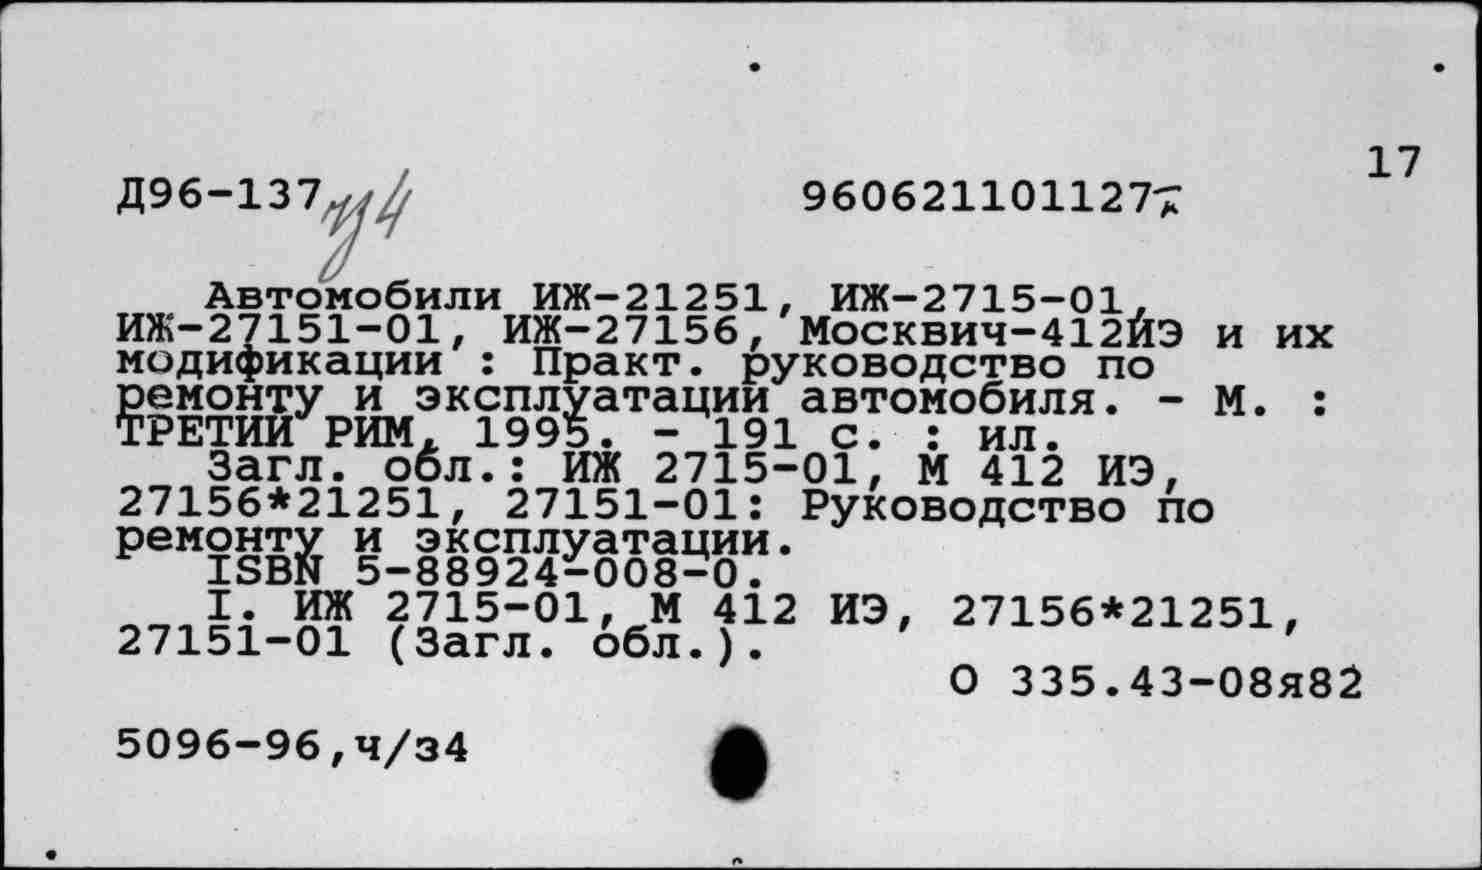 17
Д96-137 чз4
960621101127
Автомобили ИЖ-21251, ИЖ-2715-01,
ИЖ-27151-01, ИЖ-27156, Москвич-412ИЭ и их
модификации : Практ. руководство по
ремонту и эксплуатации автомобиля. - М. :
ТРЕТИЙ РИМ, 1995. - 191 с. : ил.
Загл. обл.: ИЖ 2715-01, М 412 ИЭ,
27156*21251, 27151-01: Руководство по
ремонту и эксплуатации.
ISBN 5-88924-008-0.
I. ИЖ 2715-01, М 412 ИЭ, 27156*21251,
27151-01 (Загл. обл.).
О 335.43-08я82
5096-96,ч/з4